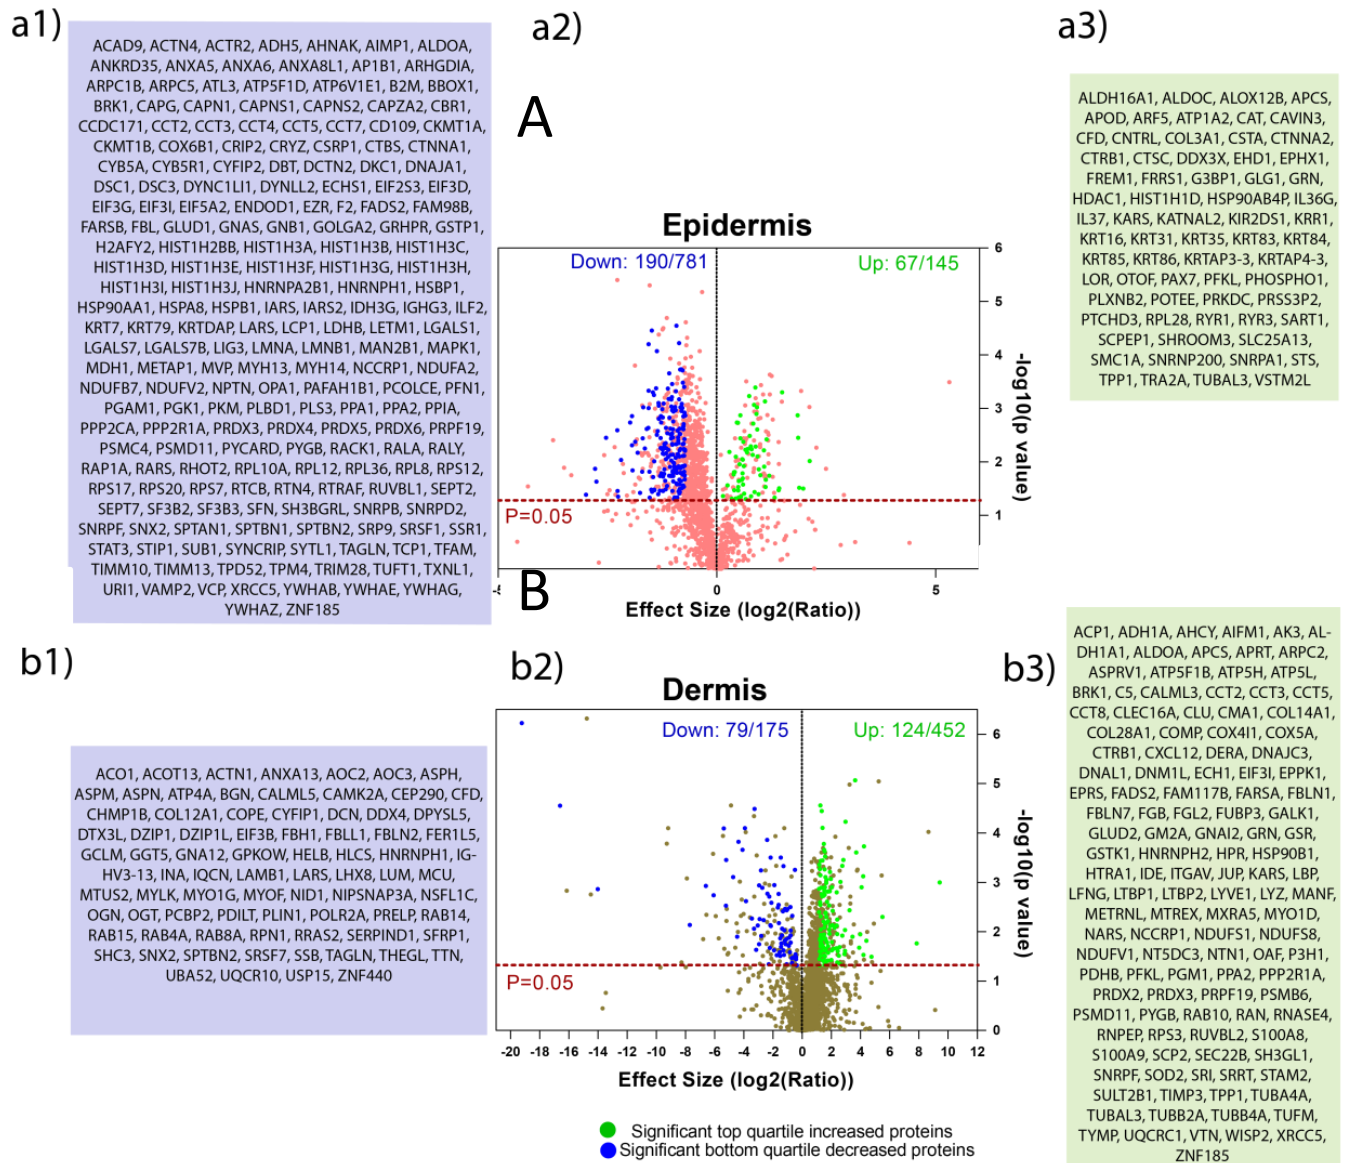 a1)
ACAD9, ACTN4, ACTR2, ADH5, AHNAK, AIMP1, ALDOA,
ANKRD35, ANXA5, ANXA6, ANXA8L1, AP1B1, ARHGDIA,
ARPC1B, ARPC5, ATL3, ATP5F1D, ATP6V1E1, B2M, BBOX1,
BRK1, CAPG, CAPN1, CAPNS1, CAPNS2, CAPZA2, CBR1,
CCDC171, CCT2, CCT3, CCT4, CCT5, CCT7, CD109, CKMT1A,
CKMT1B, COX6B1, CRIP2, CRYZ, CSRP1, CTBS, CTNNA1,
CYB5A, CYB5R1, CYFIP2, DBT, DCTN2, DKC1, DNAJA1,
DSC1, DSC3, DYNC1LI1, DYNLL2, ECHS1, EIF2S3, EIF3D,
EIF3G, EIF3I, EIF5A2, ENDOD1, EZR, F2, FADS2, FAM98B,
FARSB, FBL, GLUD1, GNAS, GNB1, GOLGA2, GRHPR, GSTP1,
H2AFY2, HIST1H2BB, HIST1H3A, HIST1H3B, HIST1H3C,
HIST1H3D, HIST1H3E, HIST1H3F, HIST1H3G, HIST1H3H,
HIST1H3I, HIST1H3J, HNRNPA2B1, HNRNPH1, HSBP1,
HSP90AA1, HSPA8, HSPB1, IARS, IARS2, IDH3G, IGHG3, ILF2,
KRT7, KRT79, KRTDAP, LARS, LCP1, LDHB, LETM1, LGALS1,
LGALS7, LGALS7B, LIG3, LMNA, LMNB1, MAN2B1, MAPK1,
MDH1, METAP1, MVP, MYH13, MYH14, NCCRP1, NDUFA2,
NDUFB7, NDUFV2, NPTN, OPA1, PAFAH1B1, PCOLCE, PFN1,
PGAM1, PGK1, PKM, PLBD1, PLS3, PPA1, PPA2, PPIA,
PPP2CA, PPP2R1A, PRDX3, PRDX4, PRDX5, PRDX6, PRPF19,
PSMC4, PSMD11, PYCARD, PYGB, RACK1, RALA, RALY,
RAP1A, RARS, RHOT2, RPL10A, RPL12, RPL36, RPL8, RPS12,
RPS17, RPS20, RPS7, RTCB, RTN4, RTRAF, RUVBL1, SEPT2,
SEPT7, SF3B2, SF3B3, SFN, SH3BGRL, SNRPB, SNRPD2,
SNRPF, SNX2, SPTAN1, SPTBN1, SPTBN2, SRP9, SRSF1, SSR1,
STAT3, STIP1, SUB1, SYNCRIP, SYTL1, TAGLN, TCP1, TFAM,
TIMM10, TIMM13, TPD52, TPM4, TRIM28, TUFT1, TXNL1,
URI1, VAMP2, VCP, XRCC5, YWHAB, YWHAE, YWHAG,
YWHAZ, ZNF185
a2)
A
Epidermis
Down: 190/781
Up: 67/145
6
5
4
3
2
1
-log10(p value)
P=0.05
-5
0
5
Effect Size (log2(Ratio))
a3)
ALDH16A1, ALDOC, ALOX12B, APCS,
APOD, ARF5, ATP1A2, CAT, CAVIN3,
CFD, CNTRL, COL3A1, CSTA, CTNNA2,
CTRB1, CTSC, DDX3X, EHD1, EPHX1,
FREM1, FRRS1, G3BP1, GLG1, GRN,
HDAC1, HIST1H1D, HSP90AB4P, IL36G,
IL37, KARS, KATNAL2, KIR2DS1, KRR1,
KRT16, KRT31, KRT35, KRT83, KRT84,
KRT85, KRT86, KRTAP3-3, KRTAP4-3,
LOR, OTOF, PAX7, PFKL, PHOSPHO1,
PLXNB2, POTEE, PRKDC, PRSS3P2,
PTCHD3, RPL28, RYR1, RYR3, SART1,
SCPEP1, SHROOM3, SLC25A13,
SMC1A, SNRNP200, SNRPA1, STS,
TPP1, TRA2A, TUBAL3, VSTM2L
b1)
ACO1, ACOT13, ACTN1, ANXA13, AOC2, AOC3, ASPH,
ASPM, ASPN, ATP4A, BGN, CALML5, CAMK2A, CEP290, CFD,
CHMP1B, COL12A1, COPE, CYFIP1, DCN, DDX4, DPYSL5,
DTX3L, DZIP1, DZIP1L, EIF3B, FBH1, FBLL1, FBLN2, FER1L5,
GCLM, GGT5, GNA12, GPKOW, HELB, HLCS, HNRNPH1, IG-
HV3-13, INA, IQCN, LAMB1, LARS, LHX8, LUM, MCU,
MTUS2, MYLK, MYO1G, MYOF, NID1, NIPSNAP3A, NSFL1C,
OGN, OGT, PCBP2, PDILT, PLIN1, POLR2A, PRELP, RAB14,
RAB15, RAB4A, RAB8A, RPN1, RRAS2, SERPIND1, SFRP1,
SHC3, SNX2, SPTBN2, SRSF7, SSB, TAGLN, THEGL, TTN,
UBA52, UQCR10, USP15, ZNF440
B
b2)
Dermis
Down: 79/175
Up: 124/452
6
5
4
3
2
1
0
-log10(p value)
P=0.05
-20 -18 -16 -14 -12 -10 -8 -6 -4 -2 0 2 4 6 8 10 12
Effect Size (log2(Ratio))
Significant top quartile increased proteins
Significant bottom quartile decreased proteins
b3)
ACP1, ADH1A, AHCY, AIFM1, AK3, AL-
DH1A1, ALDOA, APCS, APRT, ARPC2,
ASPRV1, ATP5F1B, ATP5H, ATP5L,
BRK1, C5, CALML3, CCT2, CCT3, CCT5,
CCT8, CLEC16A, CLU, CMA1, COL14A1,
COL28A1, COMP, COX4I1, COX5A,
CTRB1, CXCL12, DERA, DNAJC3,
DNAL1, DNM1L, ECH1, EIF3I, EPPK1,
EPRS, FADS2, FAM117B, FARSA, FBLN1,
FBLN7, FGB, FGL2, FUBP3, GALK1,
GLUD2, GM2A, GNAI2, GRN, GSR,
GSTK1, HNRNPH2, HPR, HSP90B1,
HTRA1, IDE, ITGAV, JUP, KARS, LBP,
LFNG, LTBP1, LTBP2, LYVE1, LYZ, MANF,
METRNL, MTREX, MXRA5, MYO1D,
NARS, NCCRP1, NDUFS1, NDUFS8,
NDUFV1, NT5DC3, NTN1, OAF, P3H1,
PDHB, PFKL, PGM1, PPA2, PPP2R1A,
PRDX2, PRDX3, PRPF19, PSMB6,
PSMD11, PYGB, RAB10, RAN, RNASE4,
RNPEP, RPS3, RUVBL2, S100A8,
S100A9, SCP2, SEC22B, SH3GL1,
SNRPF, SOD2, SRI, SRRT, STAM2,
SULT2B1, TIMP3, TPP1, TUBA4A,
TUBAL3, TUBB2A, TUBB4A, TUFM,
TYMP, UQCRC1, VTN, WISP2, XRCC5,
ZNF185